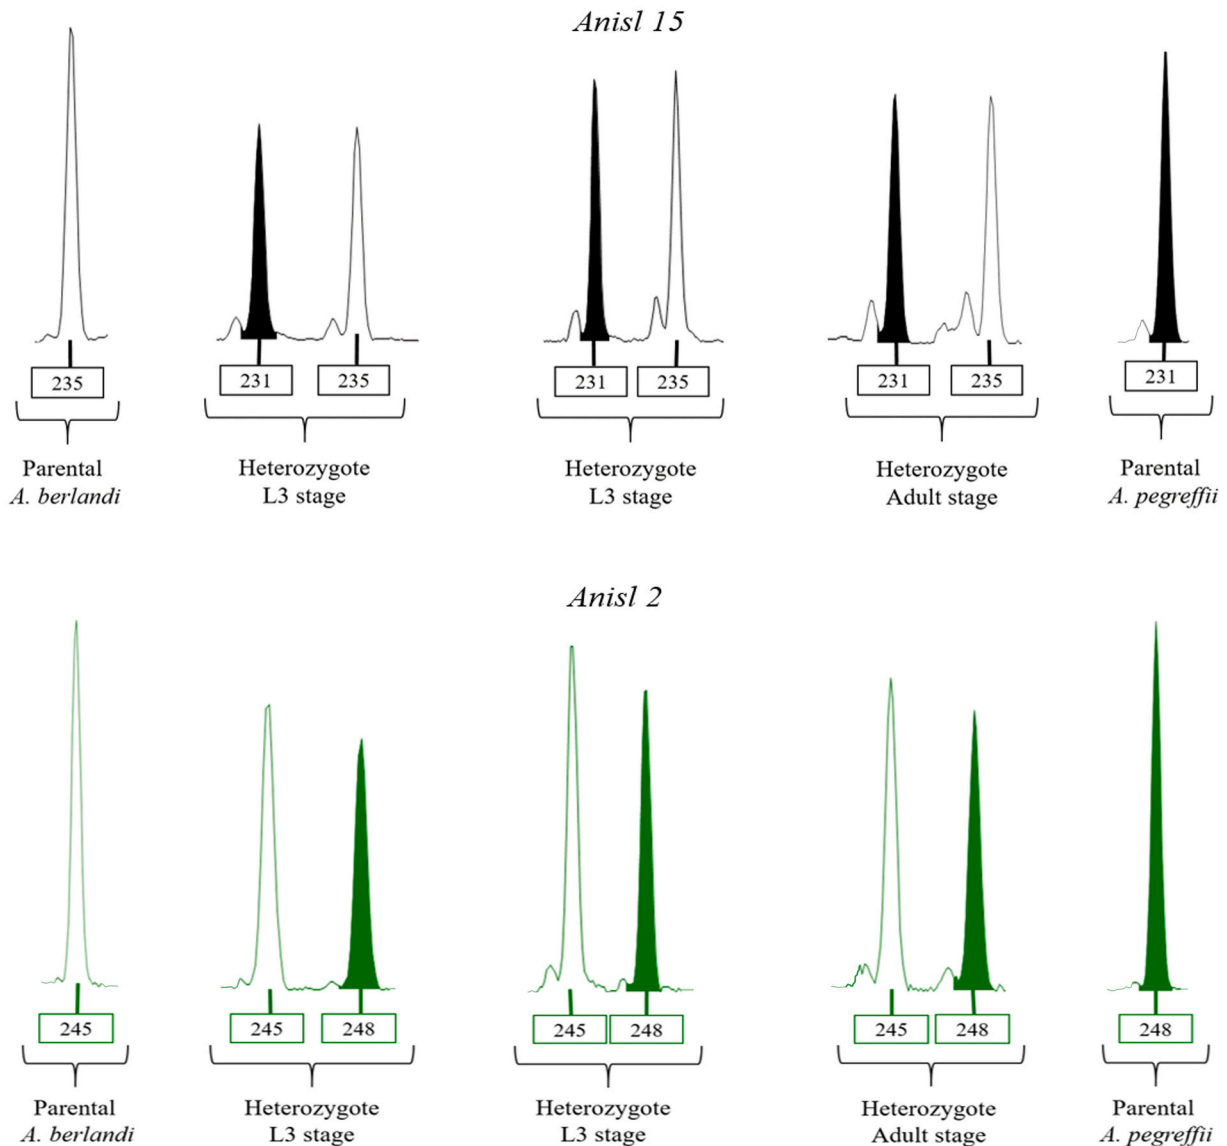 Anisl 15
235
231 235
231 235
231 235
231
Parental
A. berlandi
Heterozygote
L3 stage
Heterozygote
L3 stage
Heterozygote
Adult stage
Parental
A. pegreffii
Anisl 2
245
245 248
245 248
245 248
248
Parental
A. berlandi
Heterozygote
L3 stage
Heterozygote
L3 stage
Heterozygote
Adult stage
Parental
A. pegreffii